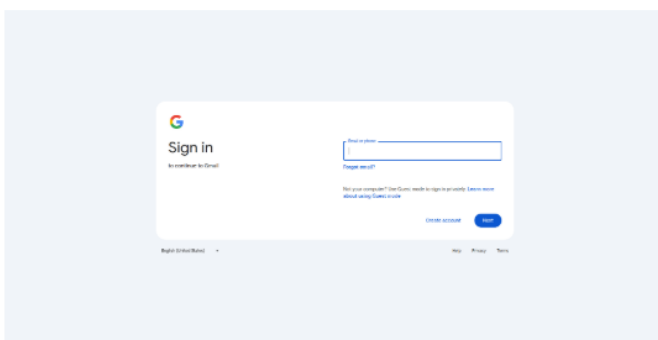 Sign in
to continue to Gmail
Email or phone
Forgot email?
Not your computer? Use Guest mode to sign in privately. Learn more
about using Guest mode
Create account
Next
English (United States)
Help Privacy Terms